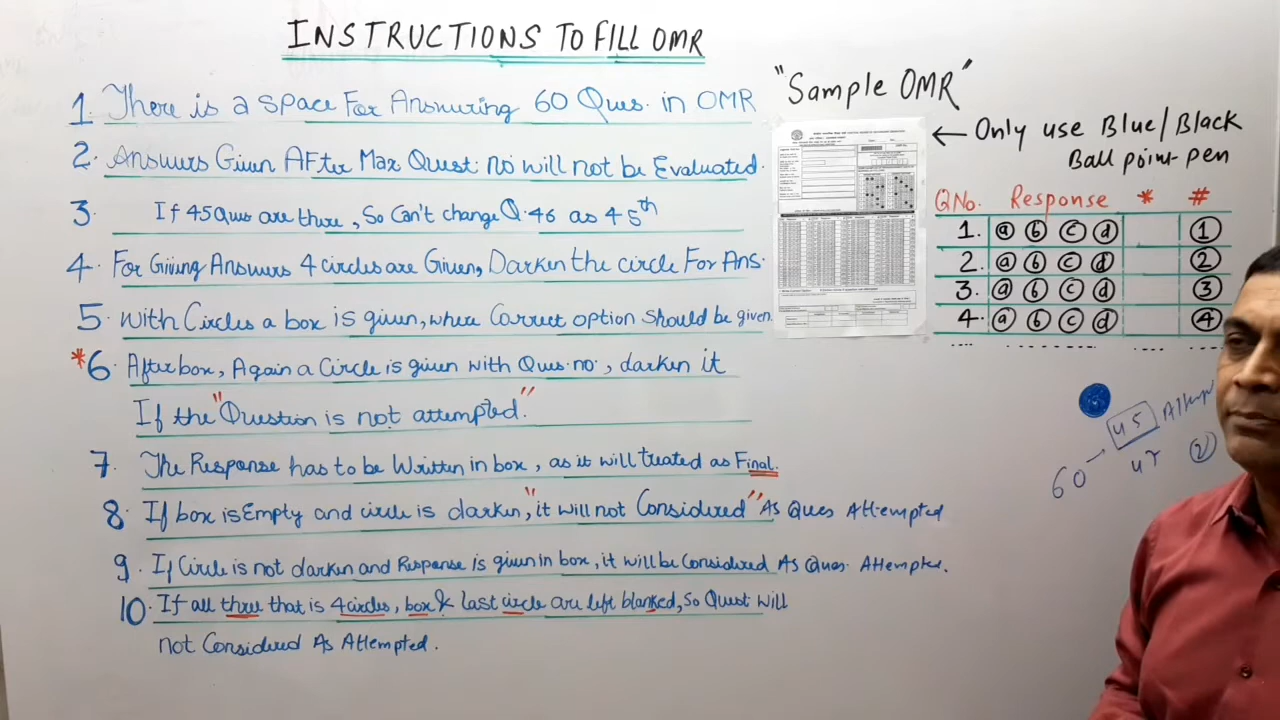 INSTRUCTIONS TO FILL OMR
1. There is a space For Answering 60 Ques. in OMR
2. Answers Given After Max Quest. no will not be Evaluated.
3. If 45 Ques are there, So Can't change Q.46 as 45th
4. For Giving Answers 4 circles are Given, Darken the circle For Ans.
5. With Circles a box is given, where Correct option should be given.
*6. After box, Again a Circle is given with Ques. no., darken it
If the "Question is not attempted."
7. The Response has to be Written in box, as it will treated as Final.
8. If box is Empty and circle is darken, "it will not Considered" As Ques Attempted
9. If Circle is not darken and Response is given in box, it will be Considered As Ques. Attempted.
10. If all three that is 4 circles, box & last circle are left blanked, so Quest will
not Considered As Attempted.
"Sample OMR"
← Only use Blue/Black
Ball point-pen
QNo. Response * #
1. a b c d 1
2. a b c d 2
3. a b c d 3
4. a b c d 4
60 → 45 Attemp